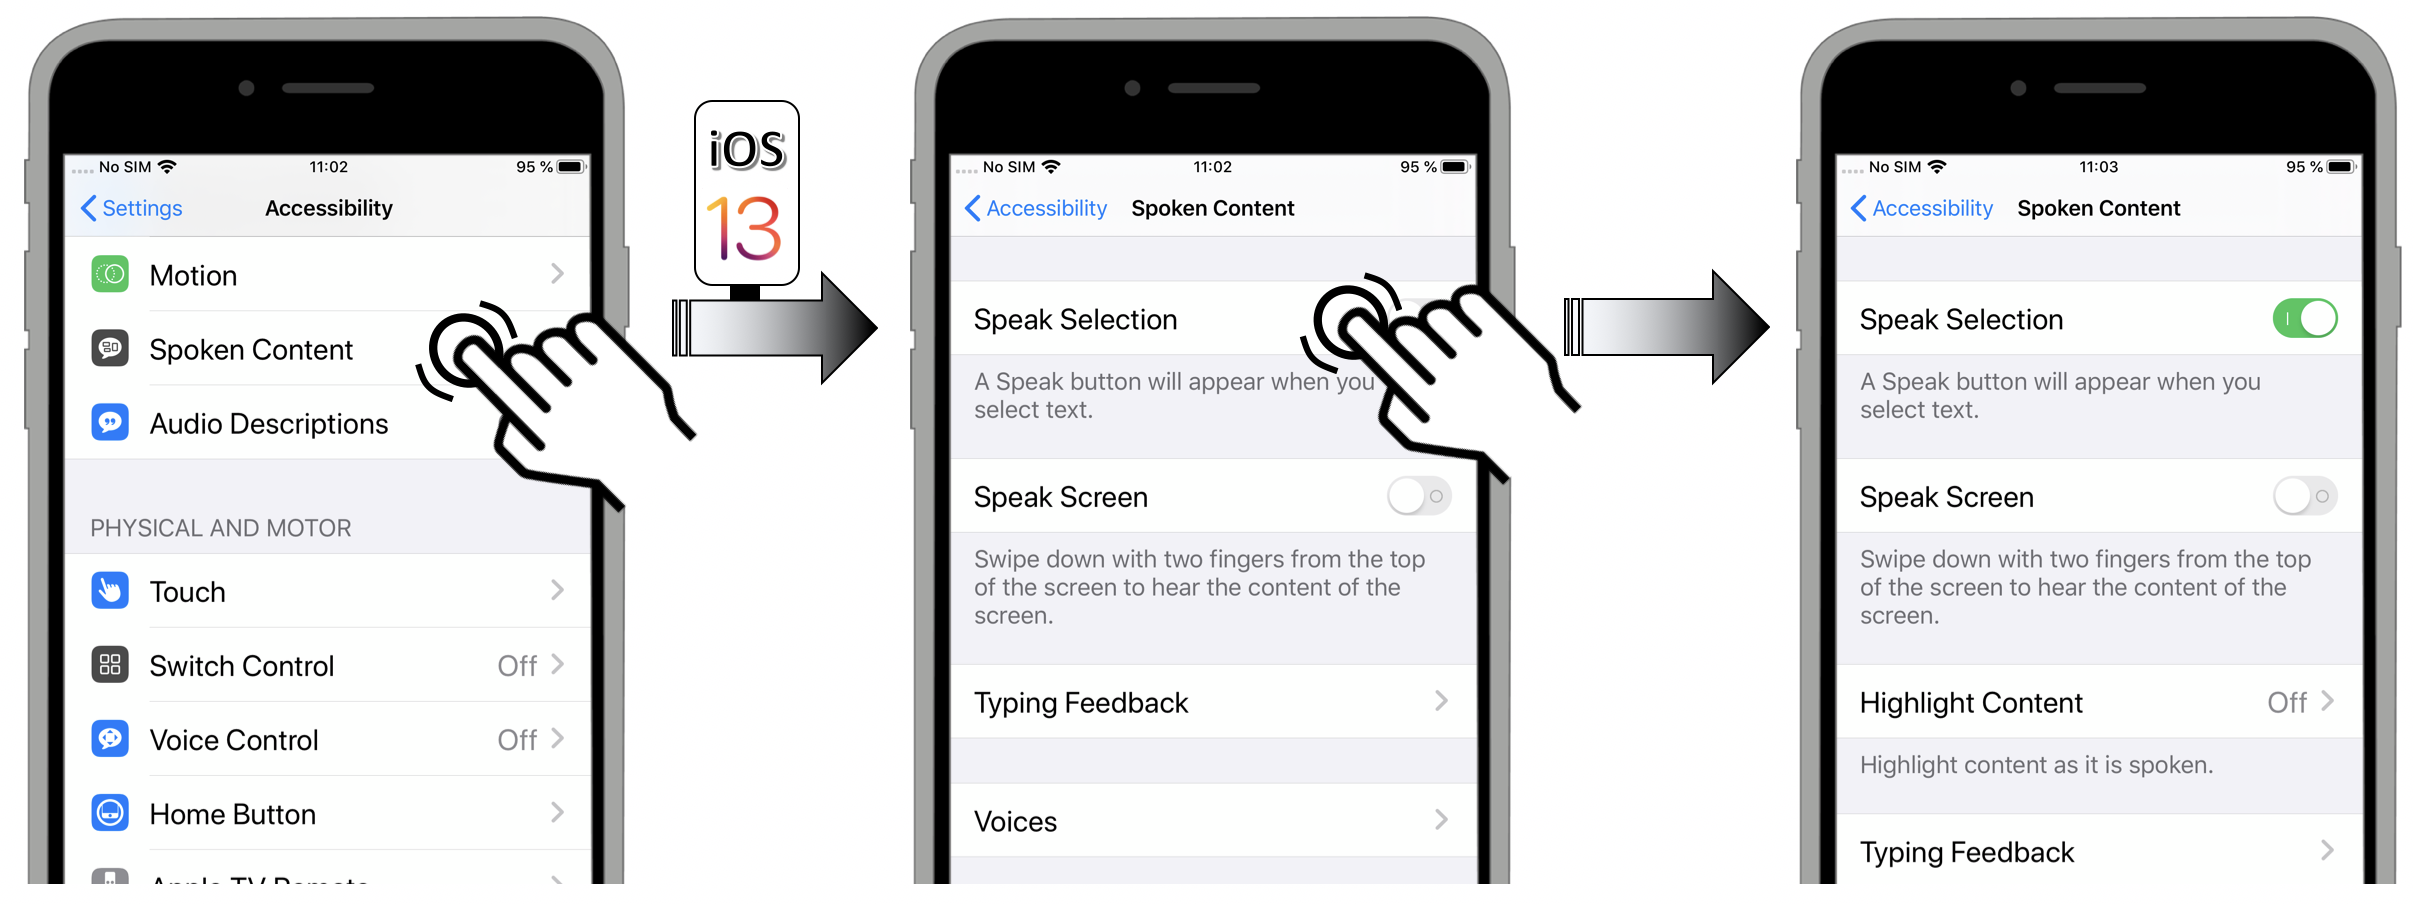 No SIM 11:02 95 %
Settings Accessibility
Motion
Spoken Content
Audio Descriptions
PHYSICAL AND MOTOR
Touch
Switch Control Off
Voice Control Off
Home Button
Apple TV Remote
iOS
13
No SIM 11:02 95 %
Accessibility Spoken Content
Speak Selection
A Speak button will appear when you
select text.
Speak Screen
Swipe down with two fingers from the top
of the screen to hear the content of the
screen.
Typing Feedback
Voices
No SIM 11:03 95 %
Accessibility Spoken Content
Speak Selection
A Speak button will appear when you
select text.
Speak Screen
Swipe down with two fingers from the top
of the screen to hear the content of the
screen.
Highlight Content Off
Highlight content as it is spoken.
Typing Feedback